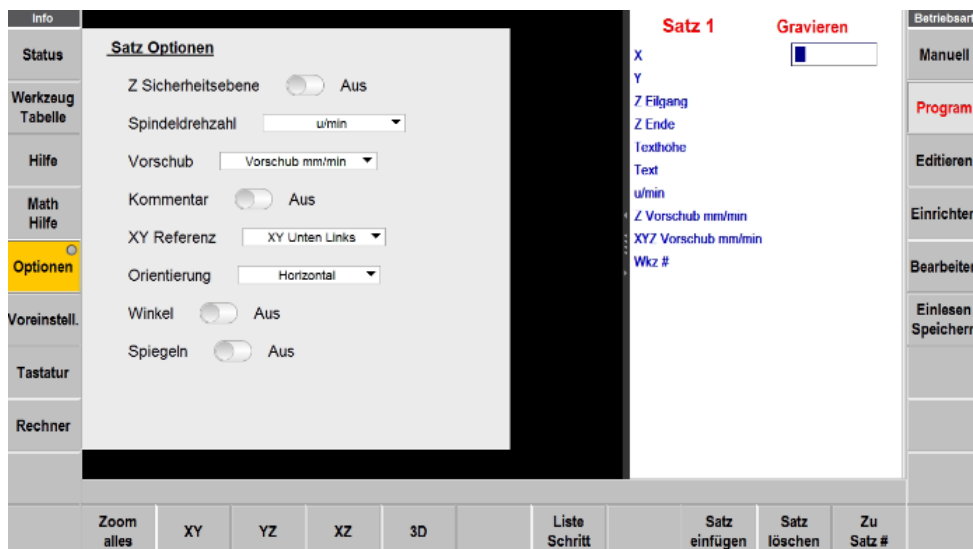 Info
Status
Werkzeug
Tabelle
Hilfe
Math
Hilfe
Optionen
Voreinstell.
Tastatur
Rechner
Satz Optionen
Z Sicherheitsebene Aus
Spindeldrehzahl u/min
Vorschub Vorschub mm/min
Kommentar Aus
XY Referenz XY Unten Links
Orientierung Horizontal
Winkel Aus
Spiegeln Aus
Satz 1 Gravieren
X
Y
Z Eilgang
Z Ende
Texthöhe
Text
u/min
Z Vorschub mm/min
XYZ Vorschub mm/min
Wkz #
Betriebsart
Manuell
Program
Editieren
Einrichten
Bearbeiten
Einlesen
Speichern
Zoom
alles
XY
YZ
XZ
3D
Liste
Schritt
Satz
einfügen
Satz
löschen
Zu
Satz #